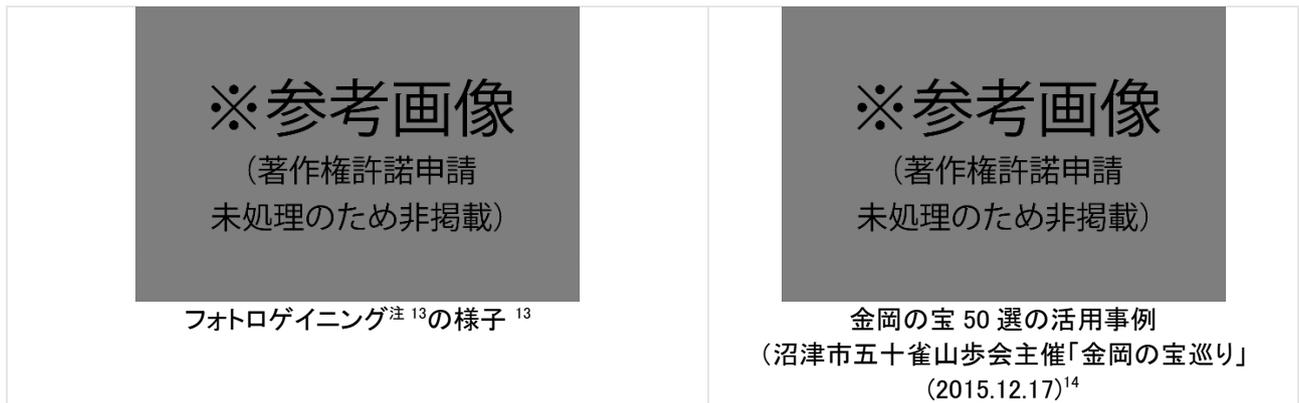 ※参考画像
（著作権許諾申請
未処理のため非掲載）
フォトロゲイニング注 13の様子 13
※参考画像
（著作権許諾申請
未処理のため非掲載）
金岡の宝 50 選の活用事例
（沼津市五十雀山歩会主催「金岡の宝巡り」
(2015.12.17)14